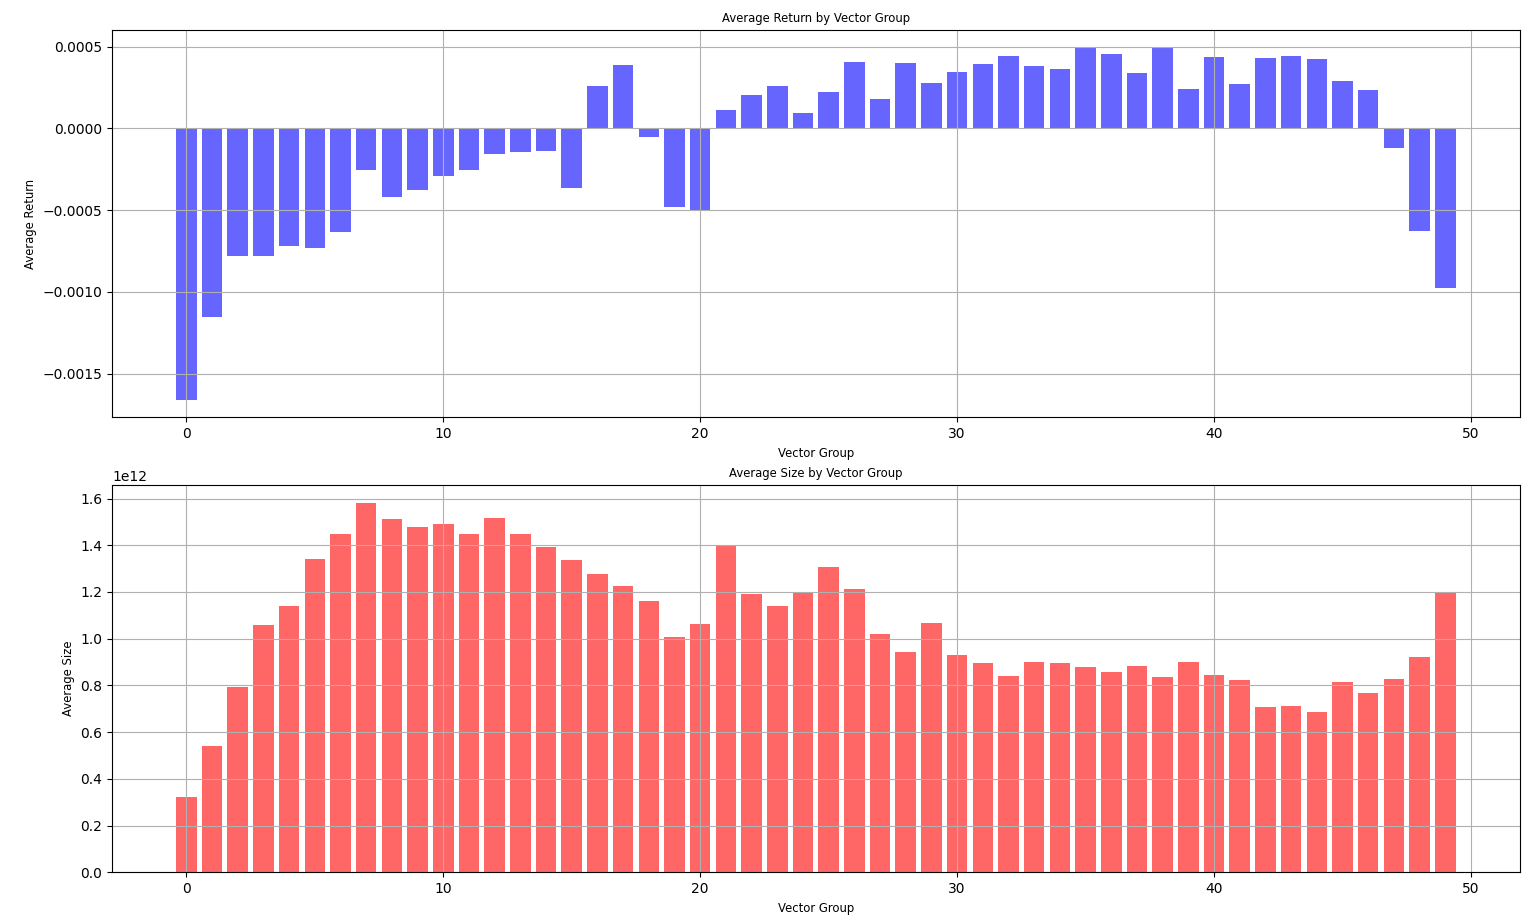 Average Return by Vector Group
0.0005
0.0000
−0.0005
−0.0010
−0.0015
Average Return
0 10 20 30 40 50
Vector Group
Average Size by Vector Group
1e12
1.6
1.4
1.2
1.0
0.8
0.6
0.4
0.2
0.0
Average Size
0 10 20 30 40 50
Vector Group